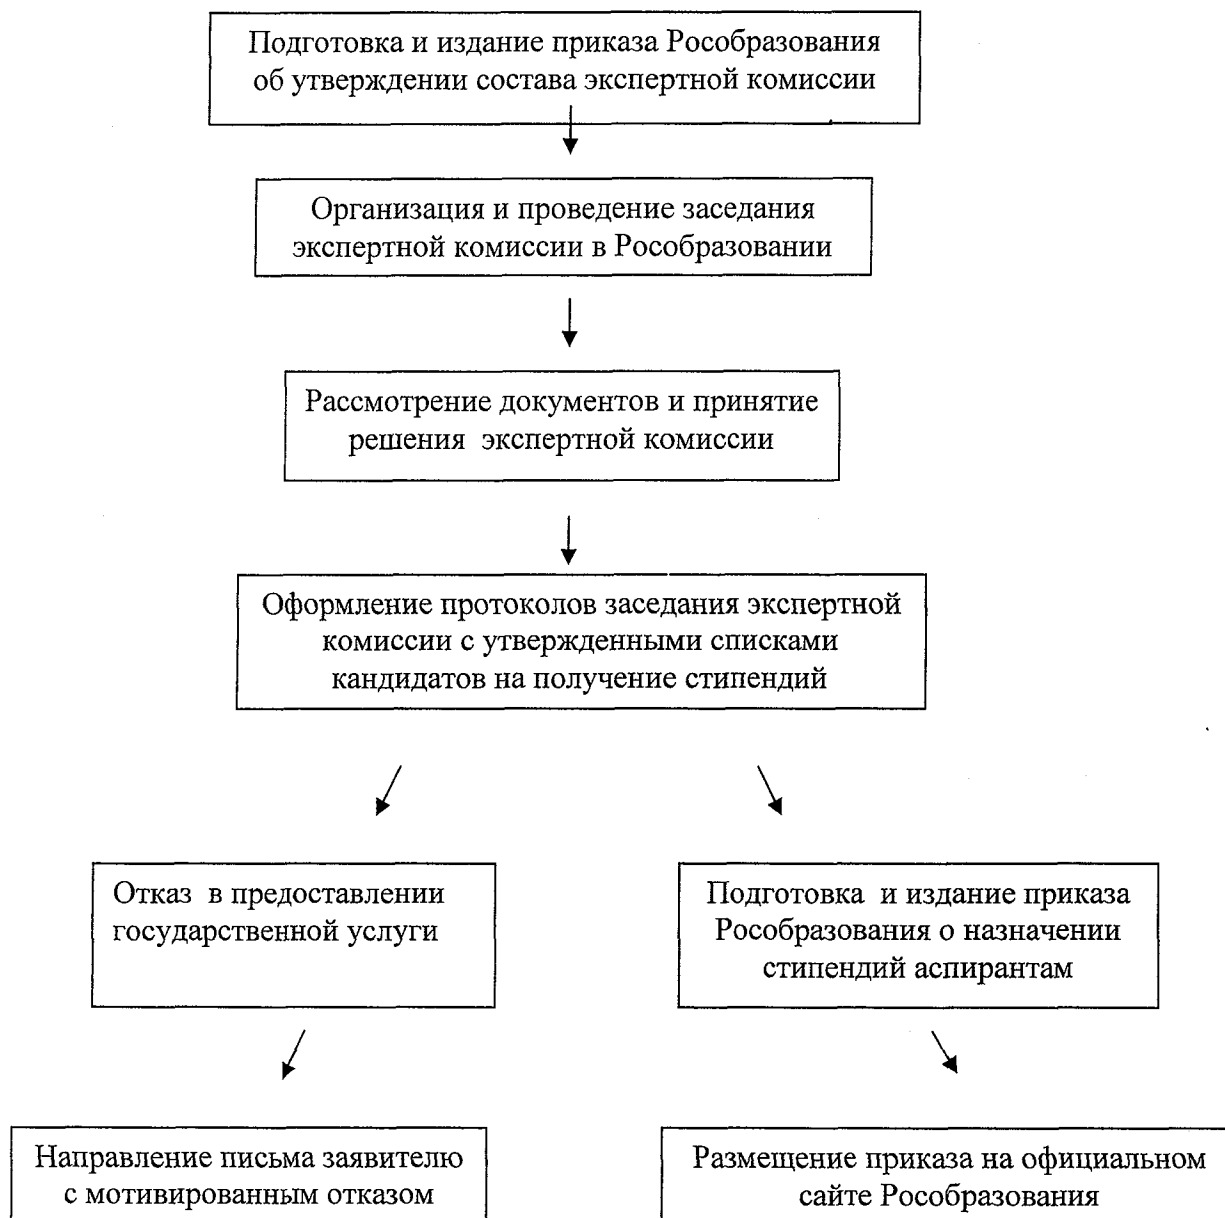 Подготовка и издание приказа Рособразования
об утверждении состава экспертной комиссии
Организация и проведение заседания
экспертной комиссии в Рособразовании
Рассмотрение документов и принятие
решения экспертной комиссии
Оформление протоколов заседания экспертной
комиссии с утвержденными списками
кандидатов на получение стипендий
Отказ в предоставлении
государственной услуги
Подготовка и издание приказа
Рособразования о назначении
стипендий аспирантам
Направление письма заявителю
с мотивированным отказом
Размещение приказа на официальном
сайте Рособразования